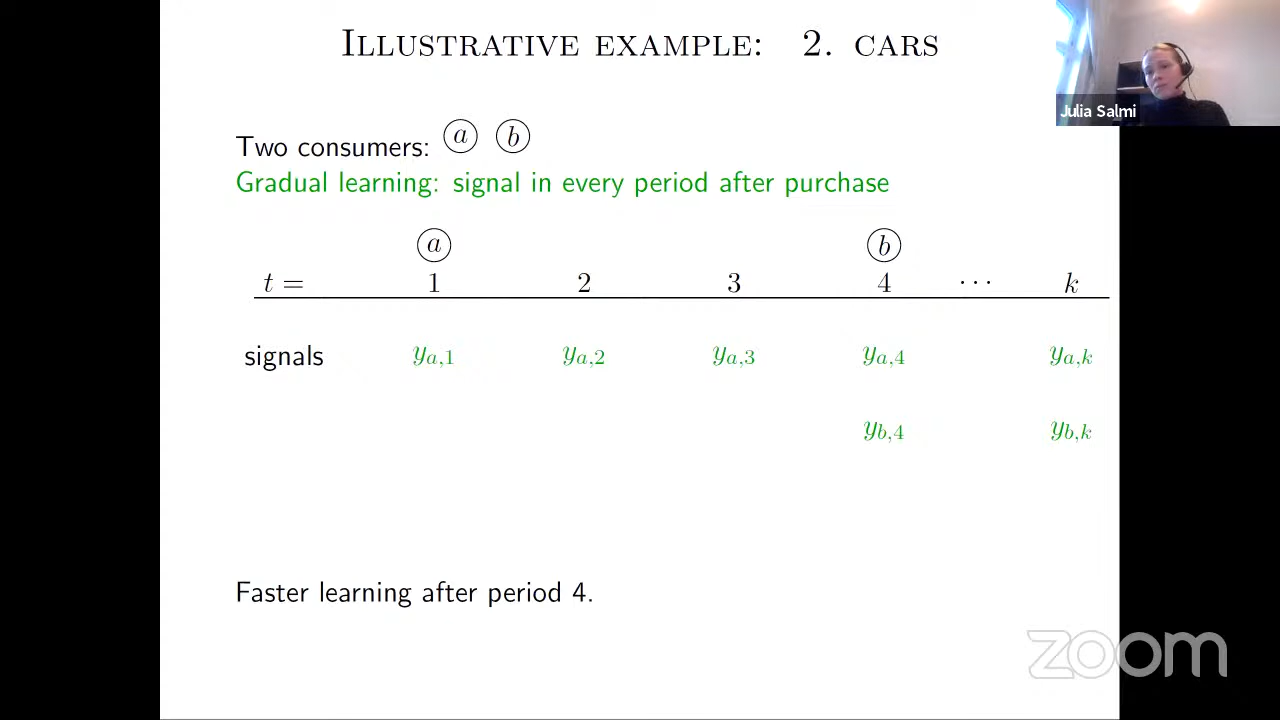 ILLUSTRATIVE EXAMPLE: 2. CARS
Julia Salmi
Two consumers: a b
Gradual learning: signal in every period after purchase
a b
t = 1 2 3 4 ··· k
signals y_{a,1} y_{a,2} y_{a,3} y_{a,4} y_{a,k}
y_{b,4} y_{b,k}
Faster learning after period 4.
zoom